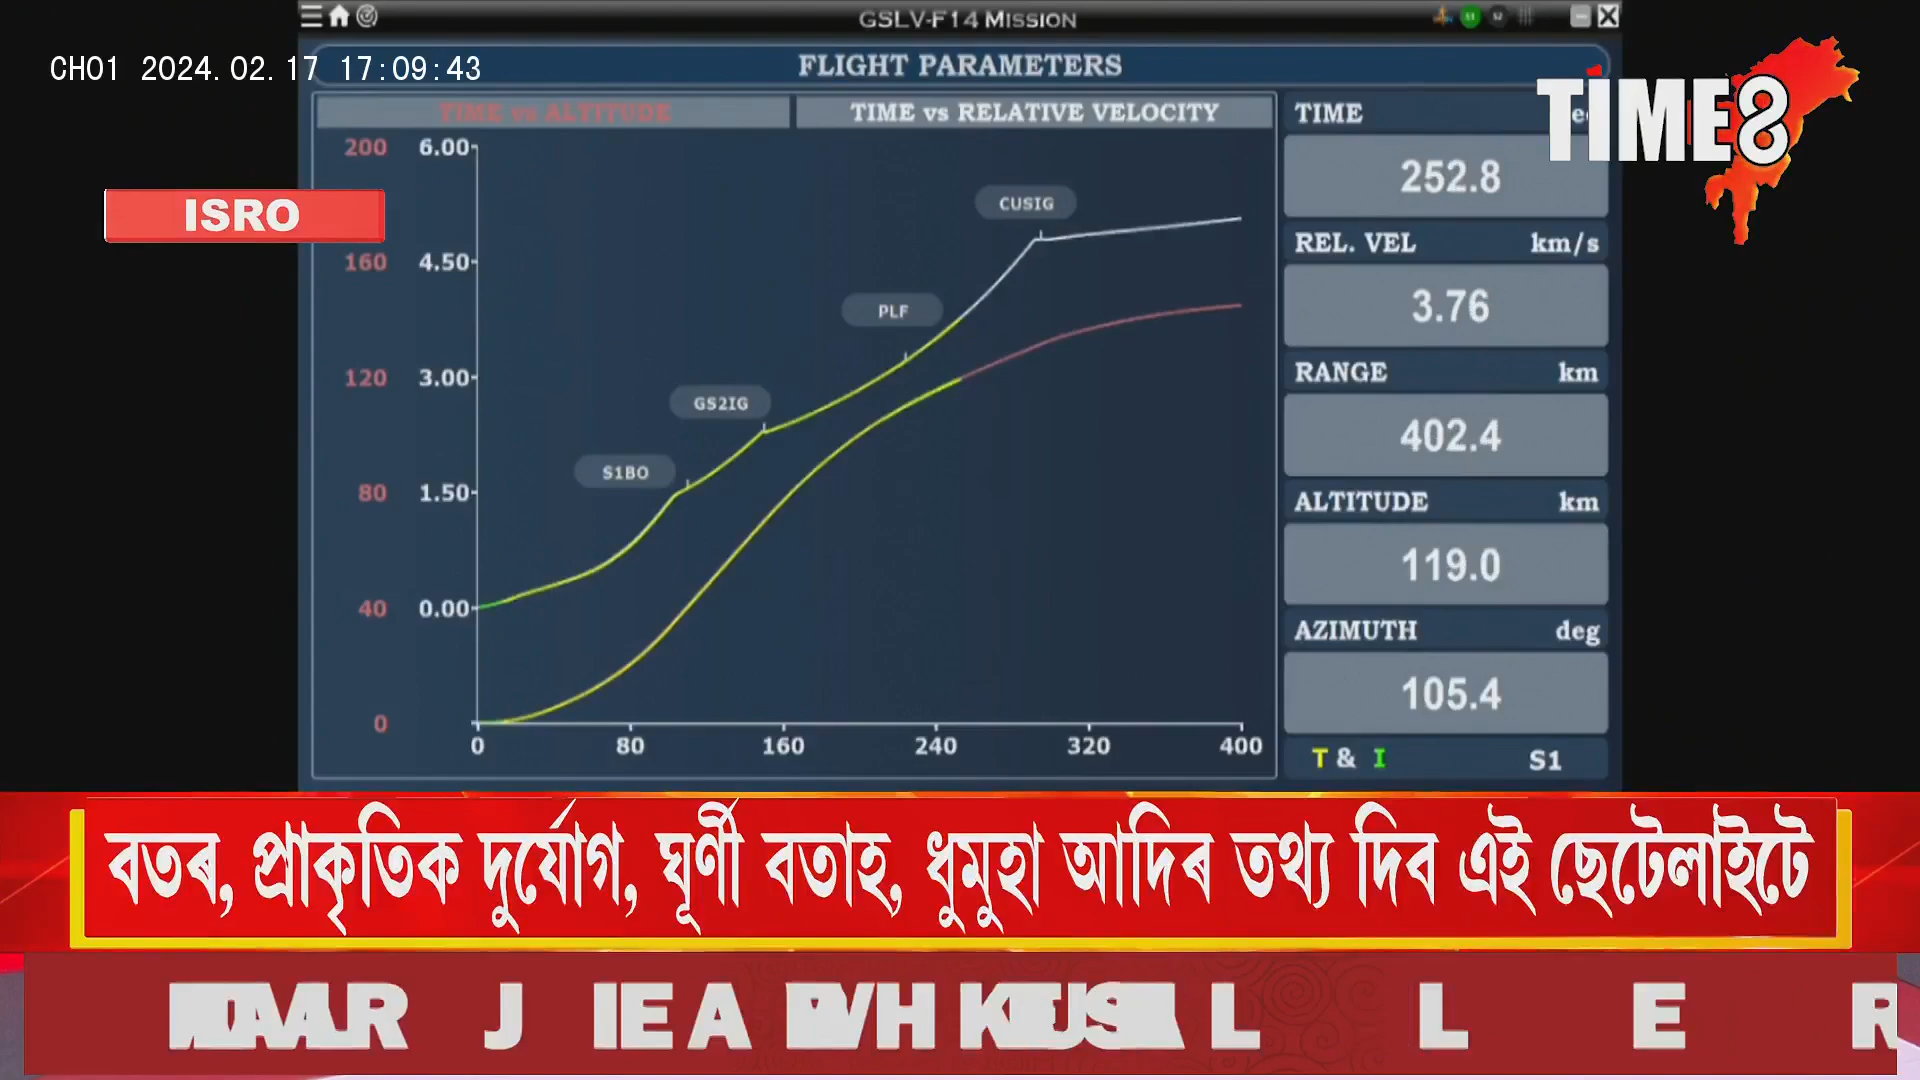 GSLV-F14 MISSION
CH01 2024.02.17 17:09:43
FLIGHT PARAMETERS
TIME8
TIME vs ALTITUDE
TIME vs RELATIVE VELOCITY
TIME
252.8
REL. VEL km/s
3.76
RANGE km
402.4
ALTITUDE km
119.0
AZIMUTH deg
105.4
T & I S1
ISRO
200 6.00
160 4.50
120 3.00
80 1.50
40 0.00
0
CUSIG
PLF
GS2IG
S1BO
0 80 160 240 320 400
বতৰ, প্ৰাকৃতিক দুৰ্যোগ, ঘূৰ্ণী বতাহ, ধুমুহা আদিৰ তথ্য দিব এই ছেটেলাইটে